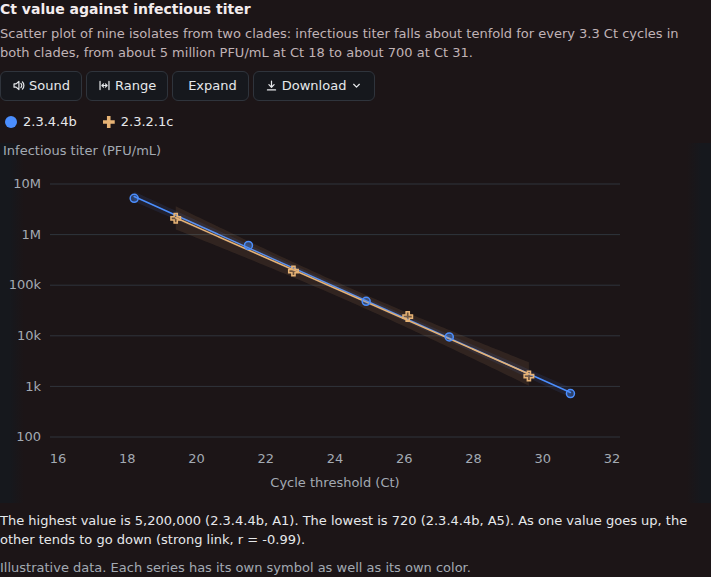 Ct value against infectious titer
Scatter plot of nine isolates from two clades: infectious titer falls about tenfold for every 3.3 Ct cycles in
both clades, from about 5 million PFU/mL at Ct 18 to about 700 at Ct 31.
Sound Range Expand Download
2.3.4.4b 2.3.2.1c
Infectious titer (PFU/mL)
10M
1M
100k
10k
1k
100
16 18 20 22 24 26 28 30 32
Cycle threshold (Ct)
The highest value is 5,200,000 (2.3.4.4b, A1). The lowest is 720 (2.3.4.4b, A5). As one value goes up, the
other tends to go down (strong link, r = -0.99).
Illustrative data. Each series has its own symbol as well as its own color.